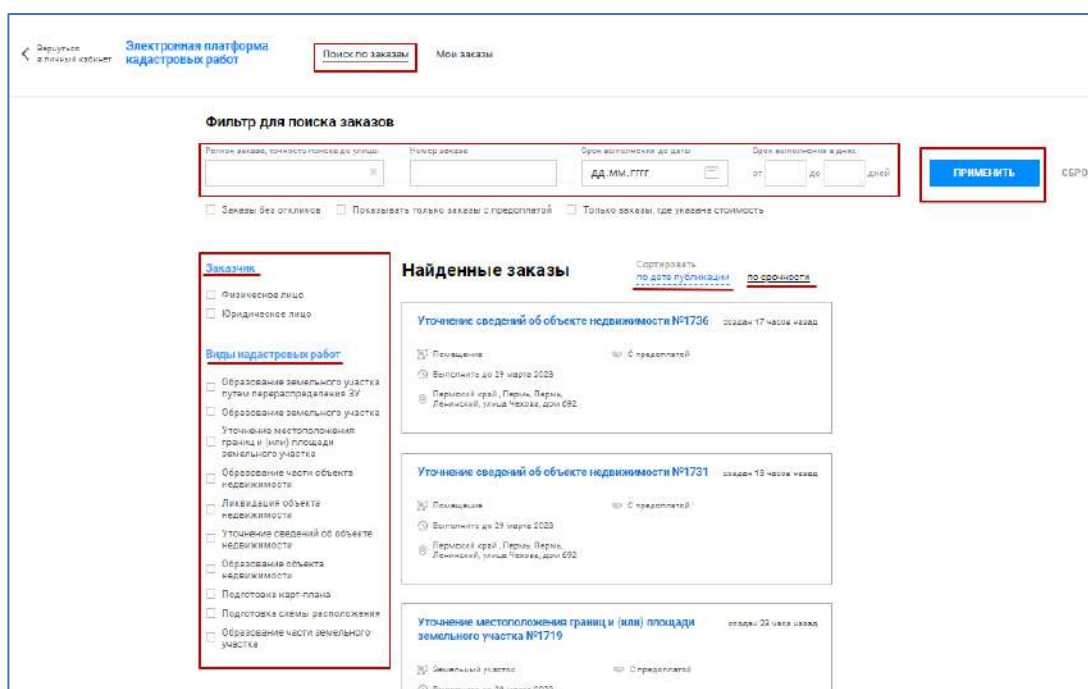 Вернуться
в личный кабинет
Электронная платформа
кадастровых работ
Поиск по заказам
Мои заказы
Фильтр для поиска заказов
Регион заказа, точность поиска до улицы
Номер заказа
Срок выполнения до даты
Срок выполнения в днях
ДД.ММ.ГГГГ
от
до
дней
ПРИМЕНИТЬ
СБРО
Заказы без откликов
Показывать только заказы с предоплатой
Только заказы, где указана стоимость
Заказчик
Физическое лицо
Юридическое лицо
Виды кадастровых работ
Образование земельного участка
путем перераспределения ЗУ
Образование земельного участка
Уточнение местоположения
границ и (или) площади
земельного участка
Образование части объекта
недвижимости
Ликвидация объекта
недвижимости
Уточнение сведений об объекте
недвижимости
Образование объекта
недвижимости
Подготовка карт-плана
Подготовка схемы расположения
Образование части земельного
участка
Найденные заказы
Сортировать
по дате публикации
по срочности
Уточнение сведений об объекте недвижимости №1736
создан 17 часов назад
Помещение
С предоплатой
Выполнить до 29 марта 2023
Пермский край, Пермь, Пермь,
Ленинский, улица Чехова, дом 692
Уточнение сведений об объекте недвижимости №1731
создан 18 часов назад
Помещение
С предоплатой
Выполнить до 29 марта 2023
Пермский край, Пермь, Пермь,
Ленинский, улица Чехова, дом 692
Уточнение местоположения границ и (или) площади
земельного участка №1719
создан 23 часа назад
Земельный участок
С предоплатой